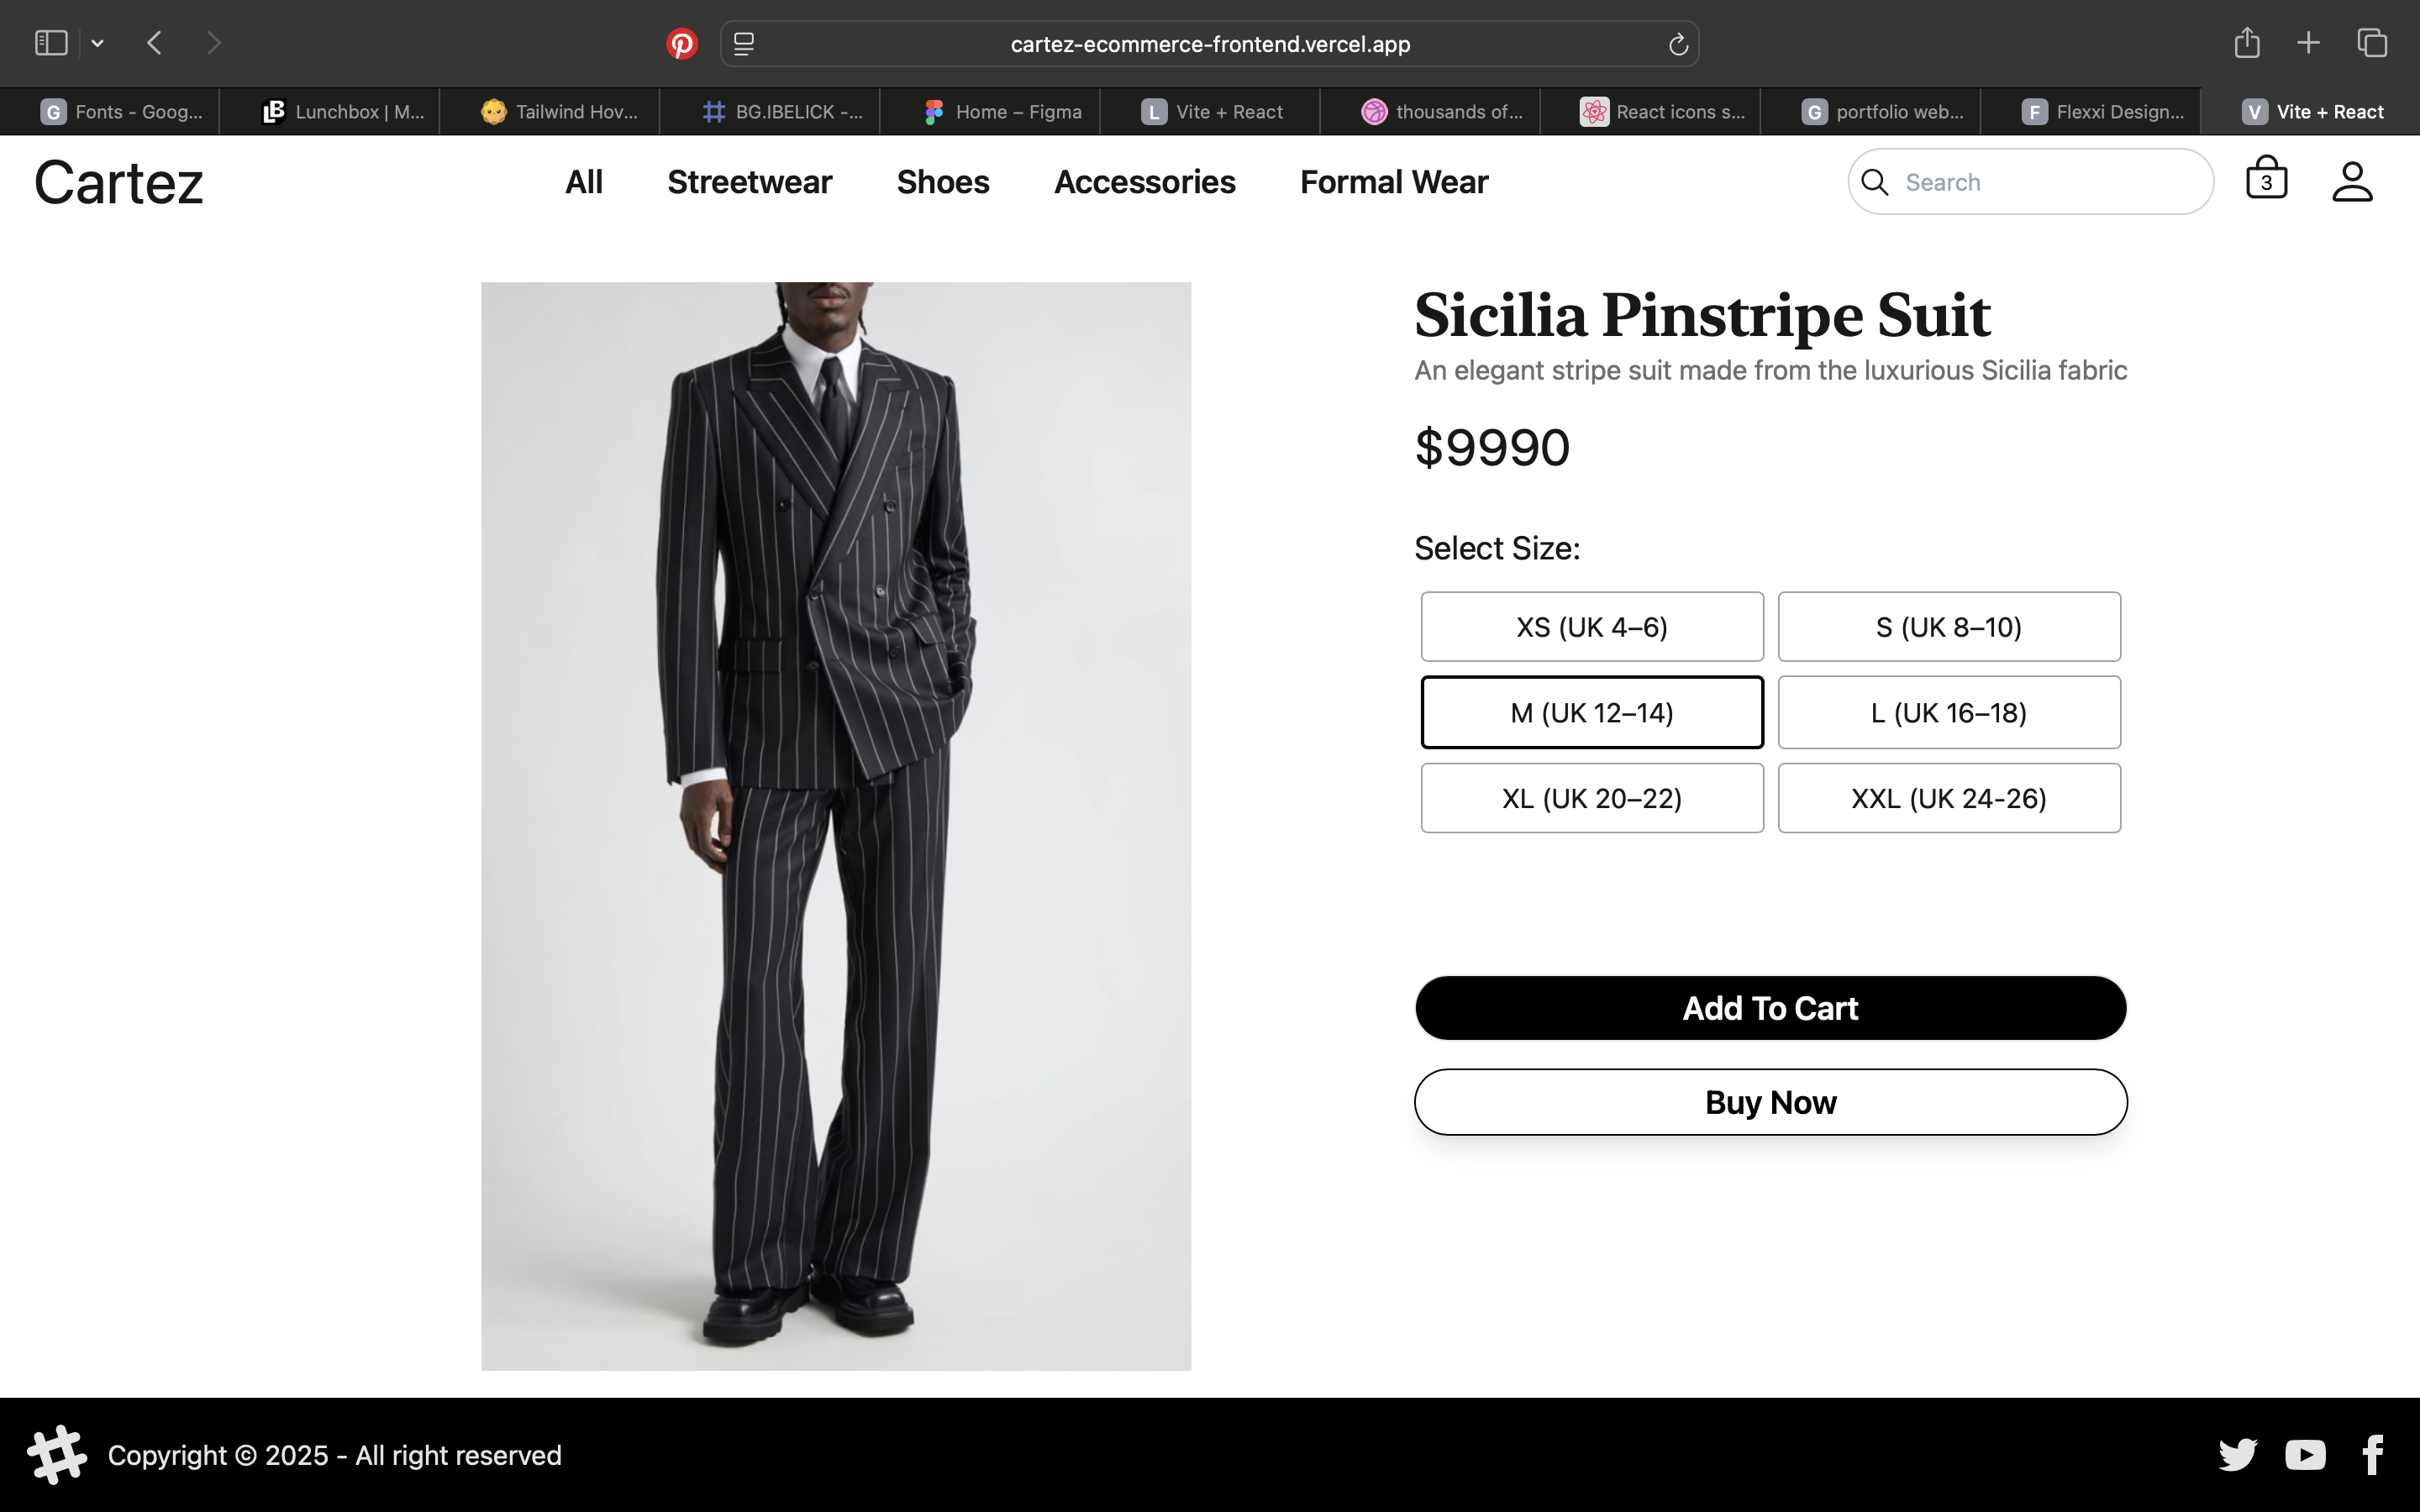 cartez-ecommerce-frontend.vercel.app
G Fonts - Goog...
LB Lunchbox | M...
Tailwind Hov...
BG.IBELICK -...
Home – Figma
L Vite + React
thousands of...
React icons s...
G portfolio web...
F Flexxi Design...
V Vite + React
Cartez
All
Streetwear
Shoes
Accessories
Formal Wear
Search
3
Sicilia Pinstripe Suit
An elegant stripe suit made from the luxurious Sicilia fabric
$9990
Select Size:
XS (UK 4–6)
S (UK 8–10)
M (UK 12–14)
L (UK 16–18)
XL (UK 20–22)
XXL (UK 24-26)
Add To Cart
Buy Now
Copyright © 2025 - All right reserved